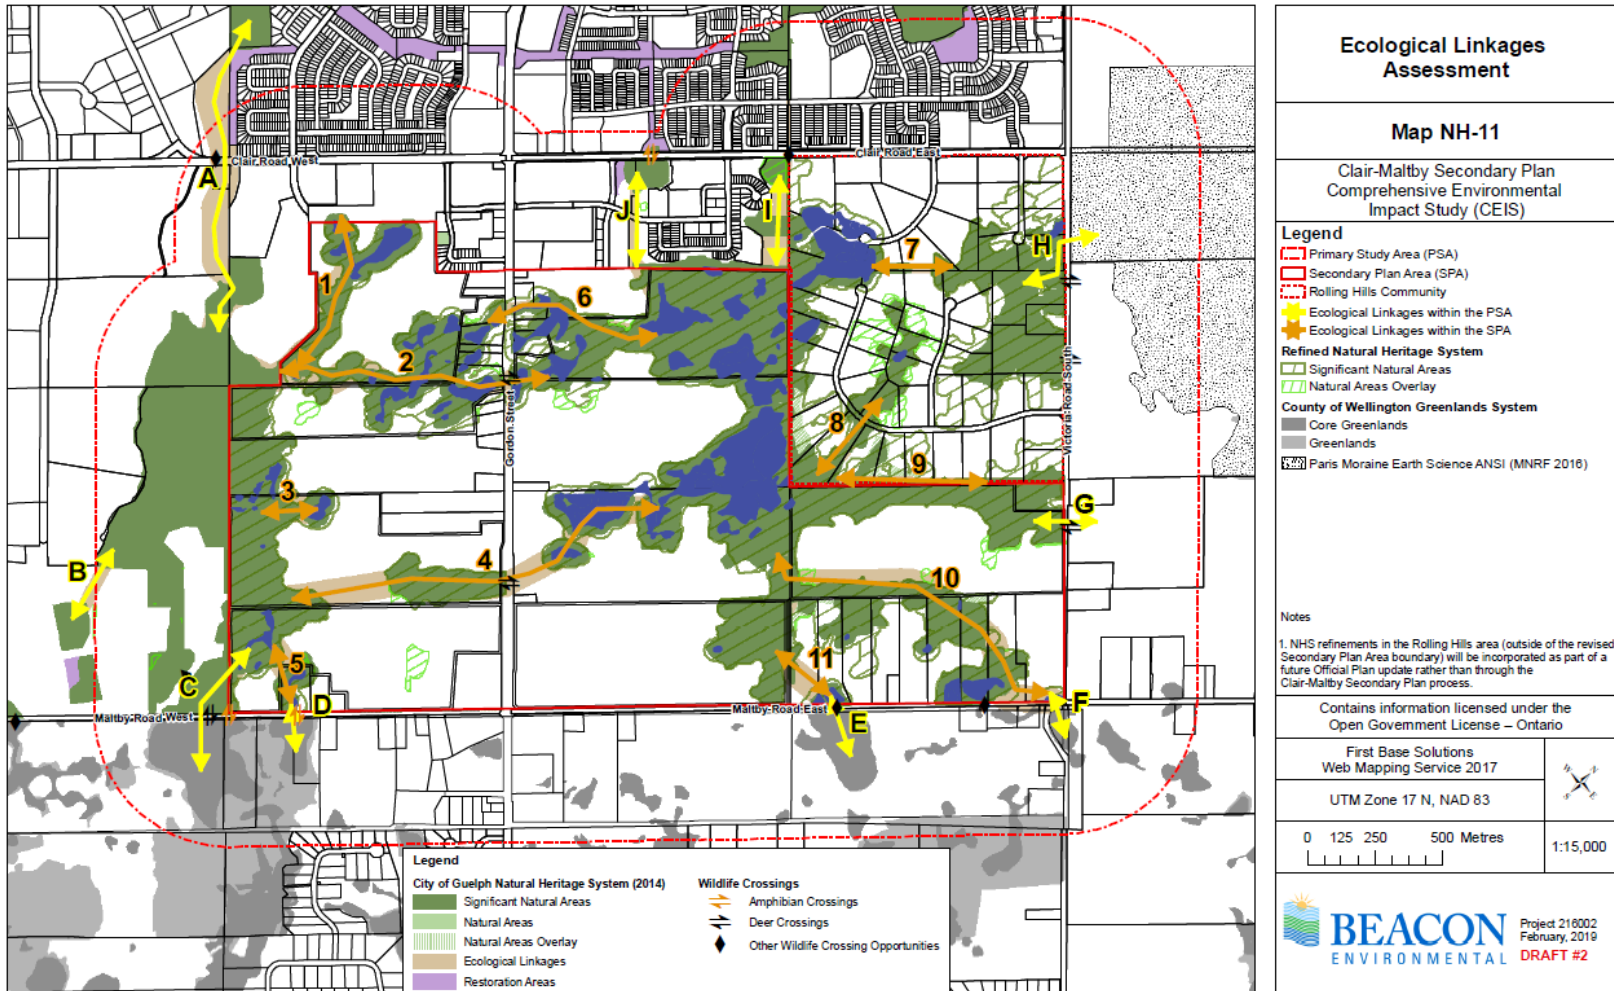 A
Clair Road West
Clair Road East
J
I
H
7
1
6
2
Gordon Street
Victoria Road South
8
9
3
G
B
4
10
5
11
C
D
F
E
Maltby Road West
Maltby Road East
Legend
City of Guelph Natural Heritage System (2014)
Significant Natural Areas
Natural Areas
Natural Areas Overlay
Ecological Linkages
Restoration Areas
Wildlife Crossings
Amphibian Crossings
Deer Crossings
Other Wildlife Crossing Opportunities
Ecological Linkages
Assessment
Map NH-11
Clair-Maltby Secondary Plan
Comprehensive Environmental
Impact Study (CEIS)
Legend
Primary Study Area (PSA)
Secondary Plan Area (SPA)
Rolling Hills Community
Ecological Linkages within the PSA
Ecological Linkages within the SPA
Refined Natural Heritage System
Significant Natural Areas
Natural Areas Overlay
County of Wellington Greenlands System
Core Greenlands
Greenlands
Paris Moraine Earth Science ANSI (MNRF 2016)
Notes
1. NHS refinements in the Rolling Hills area (outside of the revised
Secondary Plan Area boundary) will be incorporated as part of a
future Official Plan update rather than through the
Clair-Maltby Secondary Plan process.
Contains information licensed under the
Open Government License – Ontario
First Base Solutions
Web Mapping Service 2017
UTM Zone 17 N, NAD 83
0 125 250 500 Metres
1:15,000
BEACON
ENVIRONMENTAL
Project 216002
February, 2019
DRAFT #2